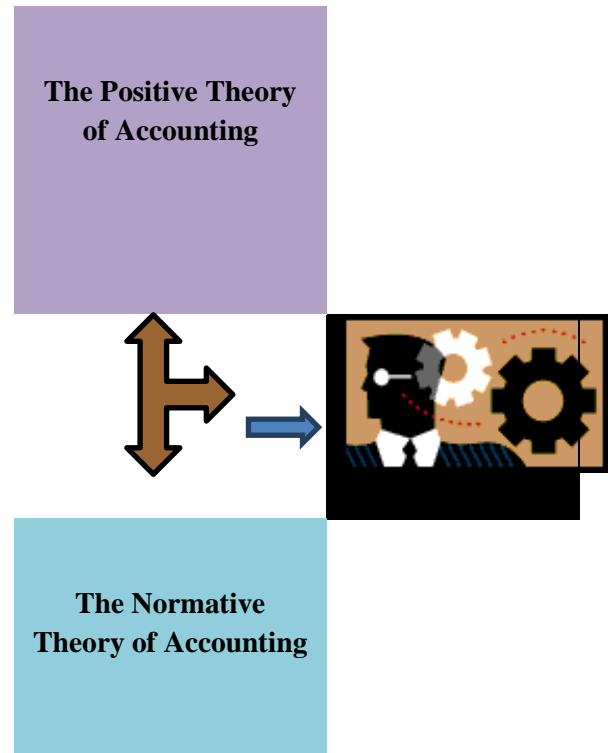 The Positive Theory
of Accounting
The Normative
Theory of Accounting